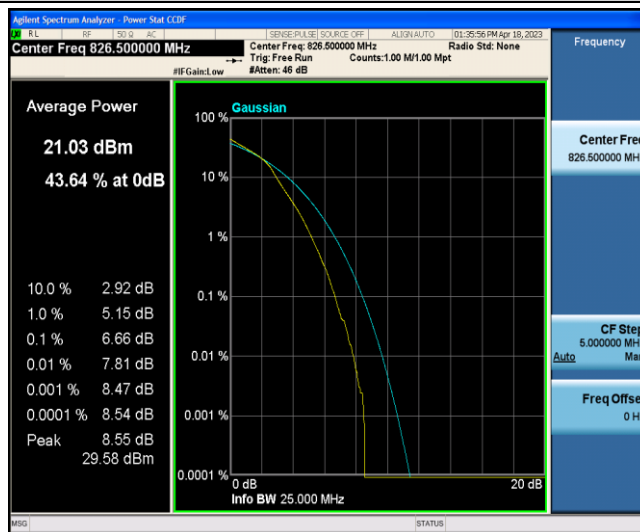 Agilent Spectrum Analyzer - Power Stat CCDF
RL RF 50 Ω AC SENSE:PULSE SOURCE OFF ALIGN AUTO 01:35:56 PM Apr 18, 2023
Center Freq 826.500000 MHz
Center Freq: 826.500000 MHz Radio Std: None
Trig: Free Run Counts:1.00 M/1.00 Mpt
#IFGain:Low #Atten: 46 dB
Frequency
Average Power
21.03 dBm
43.64 % at 0dB
10.0 % 2.92 dB
1.0 % 5.15 dB
0.1 % 6.66 dB
0.01 % 7.81 dB
0.001 % 8.47 dB
0.0001 % 8.54 dB
Peak 8.55 dB
29.58 dBm
Gaussian
100 %
10 %
1 %
0.1 %
0.01 %
0.001 %
0.0001 %
0 dB 20 dB
Info BW 25.000 MHz
Center Fre
826.500000 MH
CF Step
5.000000 MH
Auto Ma
Freq Offse
0 H
MSG STATUS